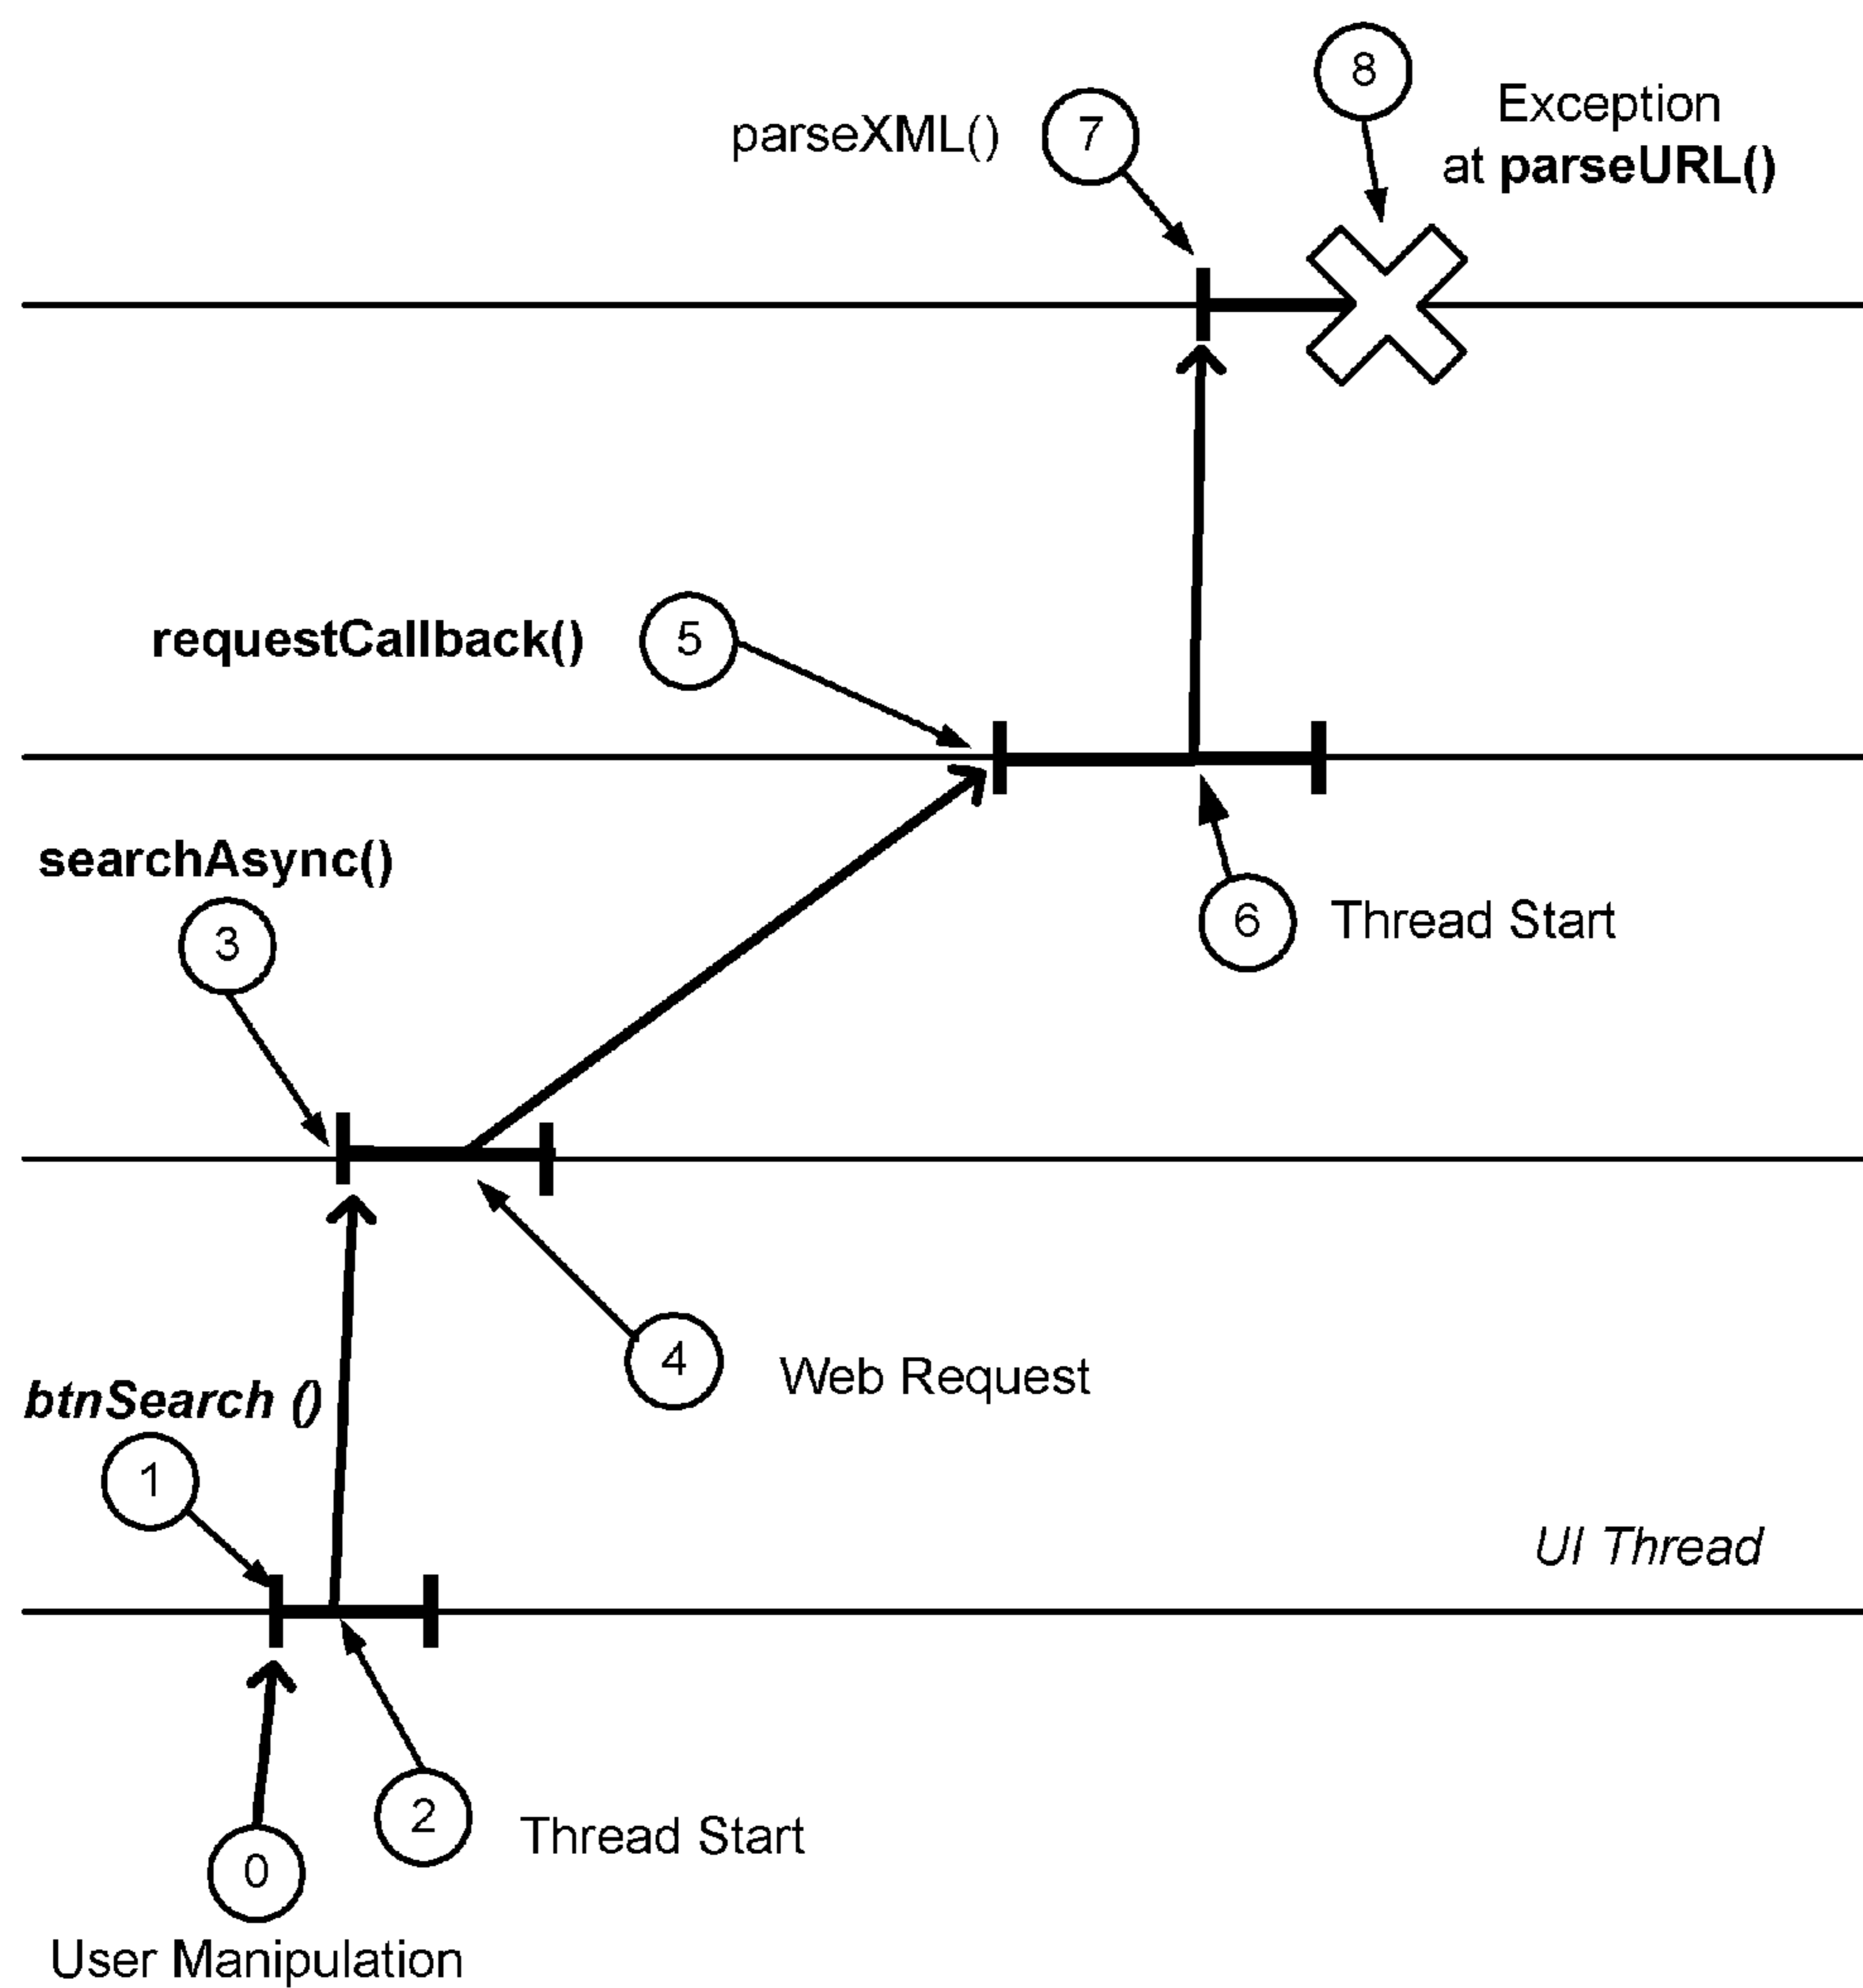 8
Exception
at parseURL()
parseXML()
7
requestCallback()
5
searchAsync()
3
6
Thread Start
4
Web Request
btnSearch ()
1
UI Thread
2
Thread Start
0
User Manipulation